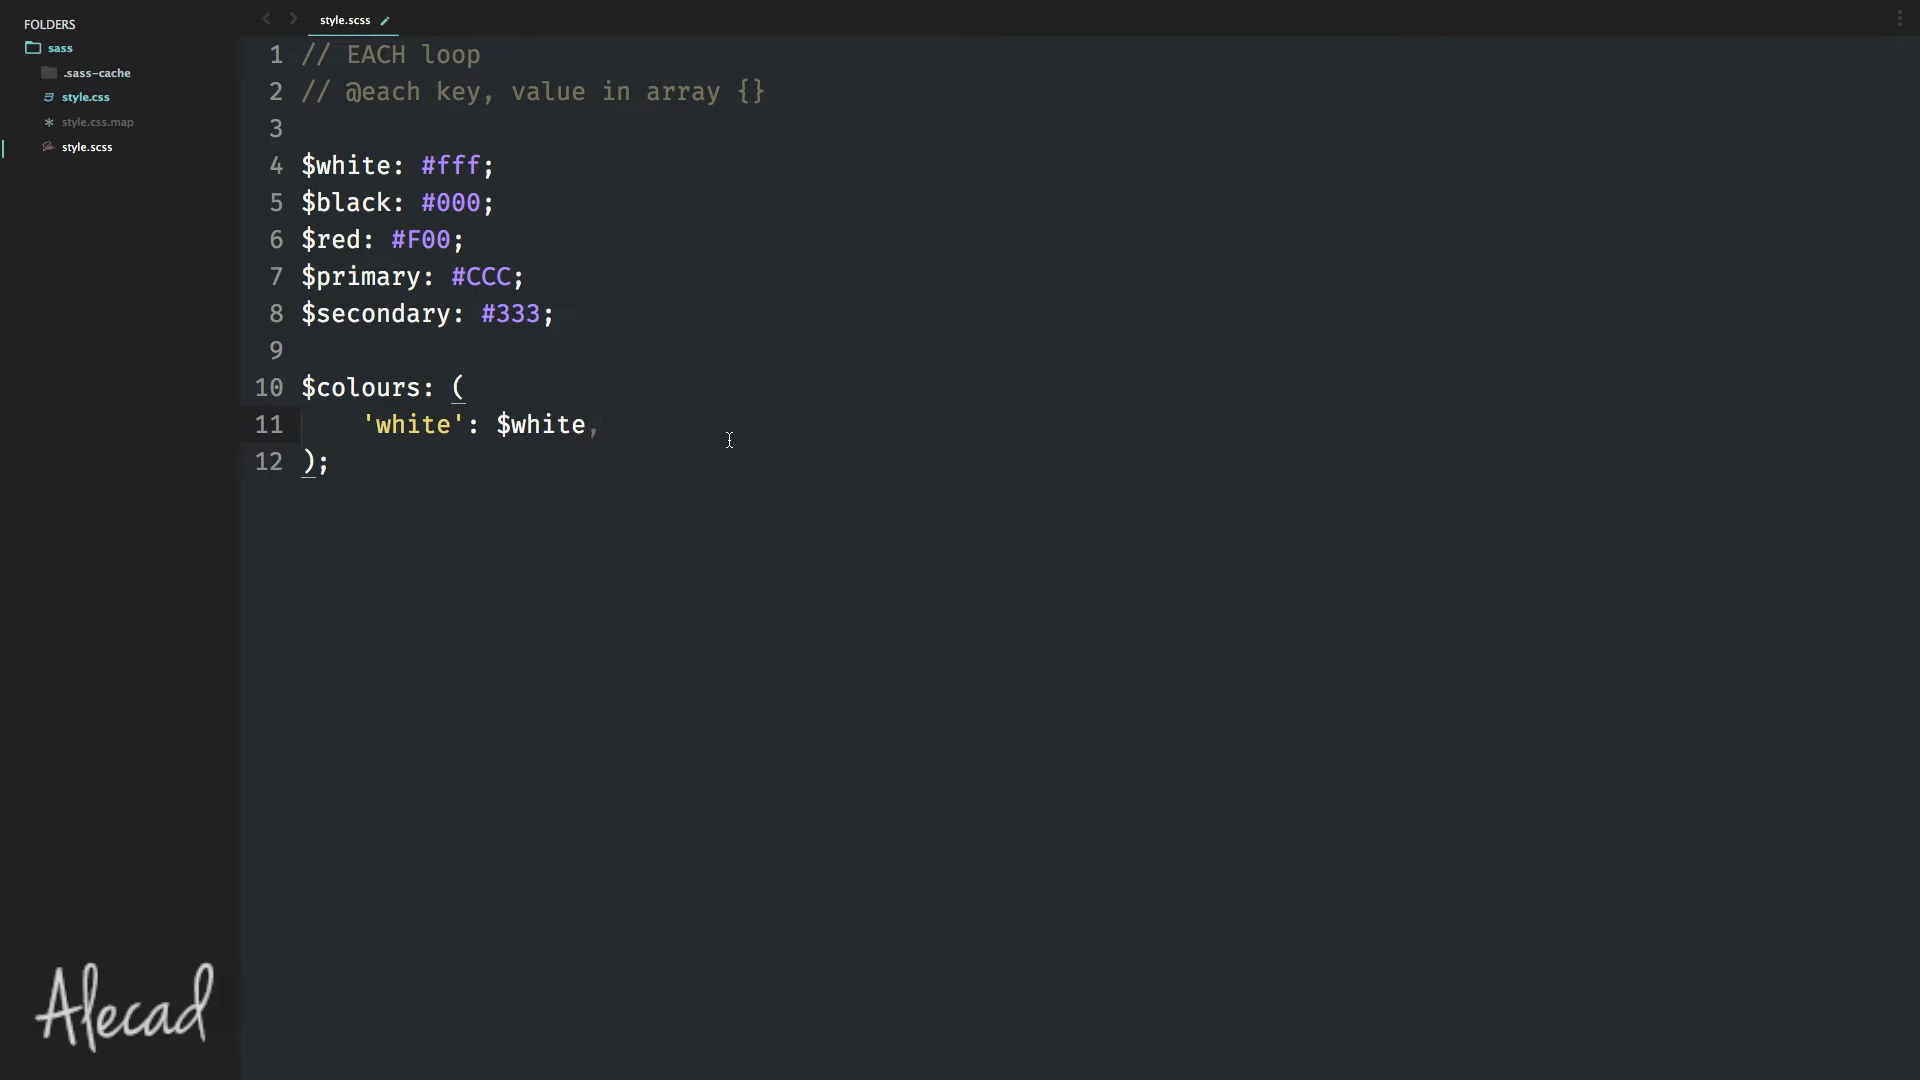 FOLDERS
sass
.sass-cache
style.css
style.css.map
style.scss
style.scss
1 // EACH loop
2 // @each key, value in array {}
3
4 $white: #fff;
5 $black: #000;
6 $red: #F00;
7 $primary: #CCC;
8 $secondary: #333;
9
10 $colours: (
11 'white': $white,
12 );
Alecad